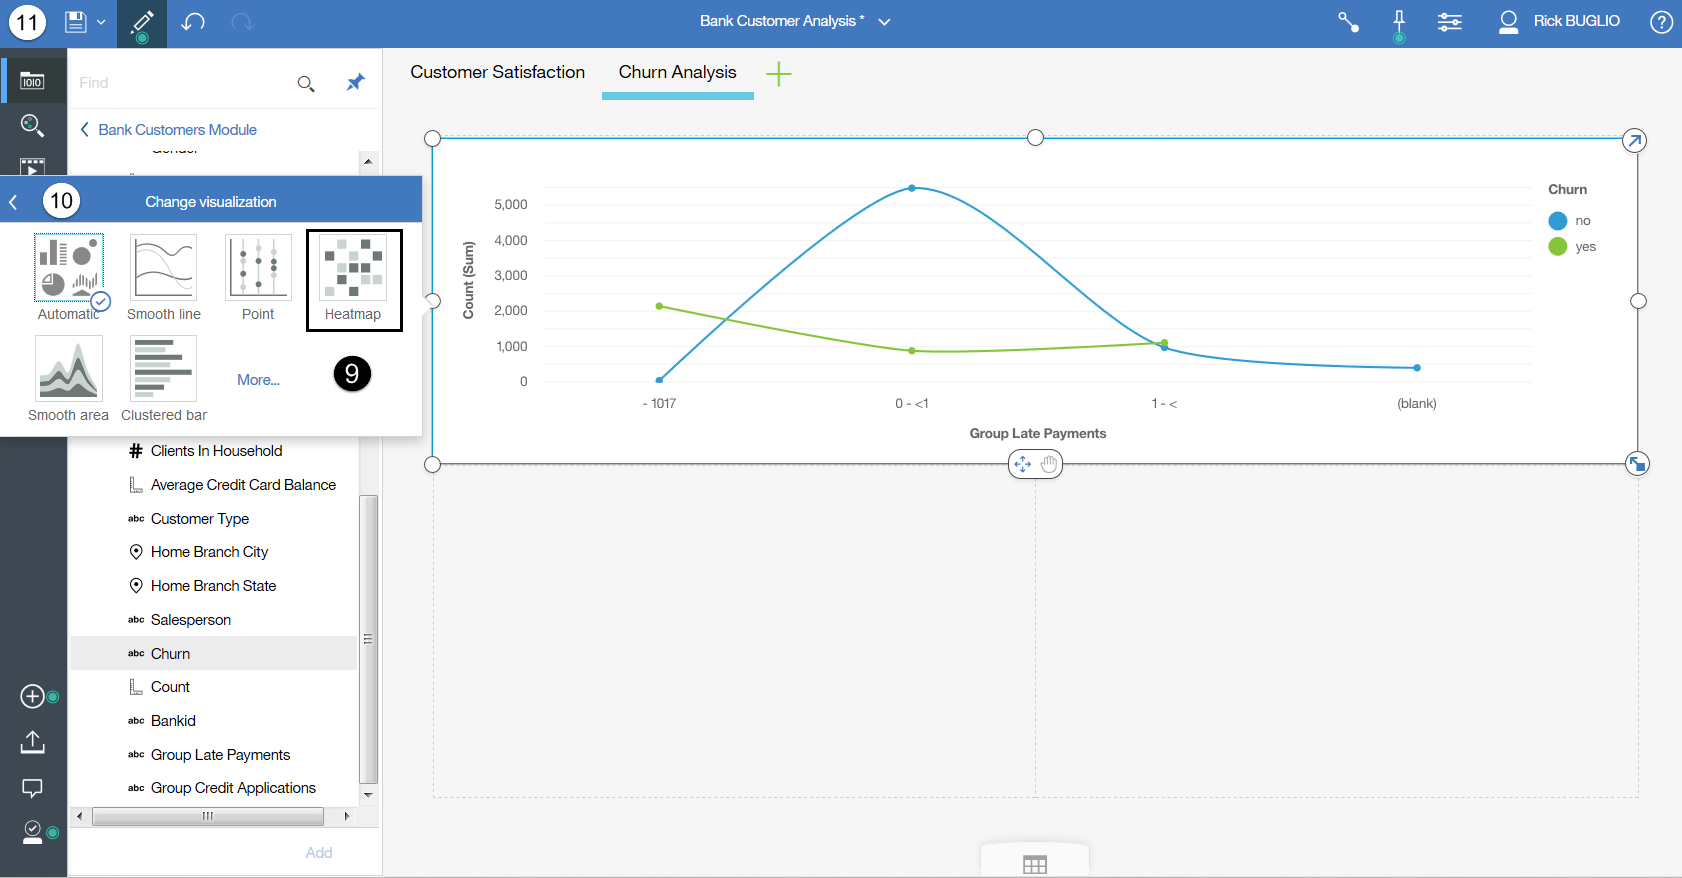 11
Bank Customer Analysis *
Rick BUGLIO
?
Find
Customer Satisfaction
Churn Analysis
Bank Customers Module
Gender
10
Change visualization
Automatic
Smooth line
Point
Heatmap
Smooth area
Clustered bar
More...
9
# Clients In Household
Average Credit Card Balance
abc Customer Type
Home Branch City
Home Branch State
abc Salesperson
abc Churn
Count
abc Bankid
abc Group Late Payments
abc Group Credit Applications
Add
Count (Sum)
5,000
4,000
3,000
2,000
1,000
0
- 1017
0 - <1
1 - <
(blank)
Group Late Payments
Churn
no
yes